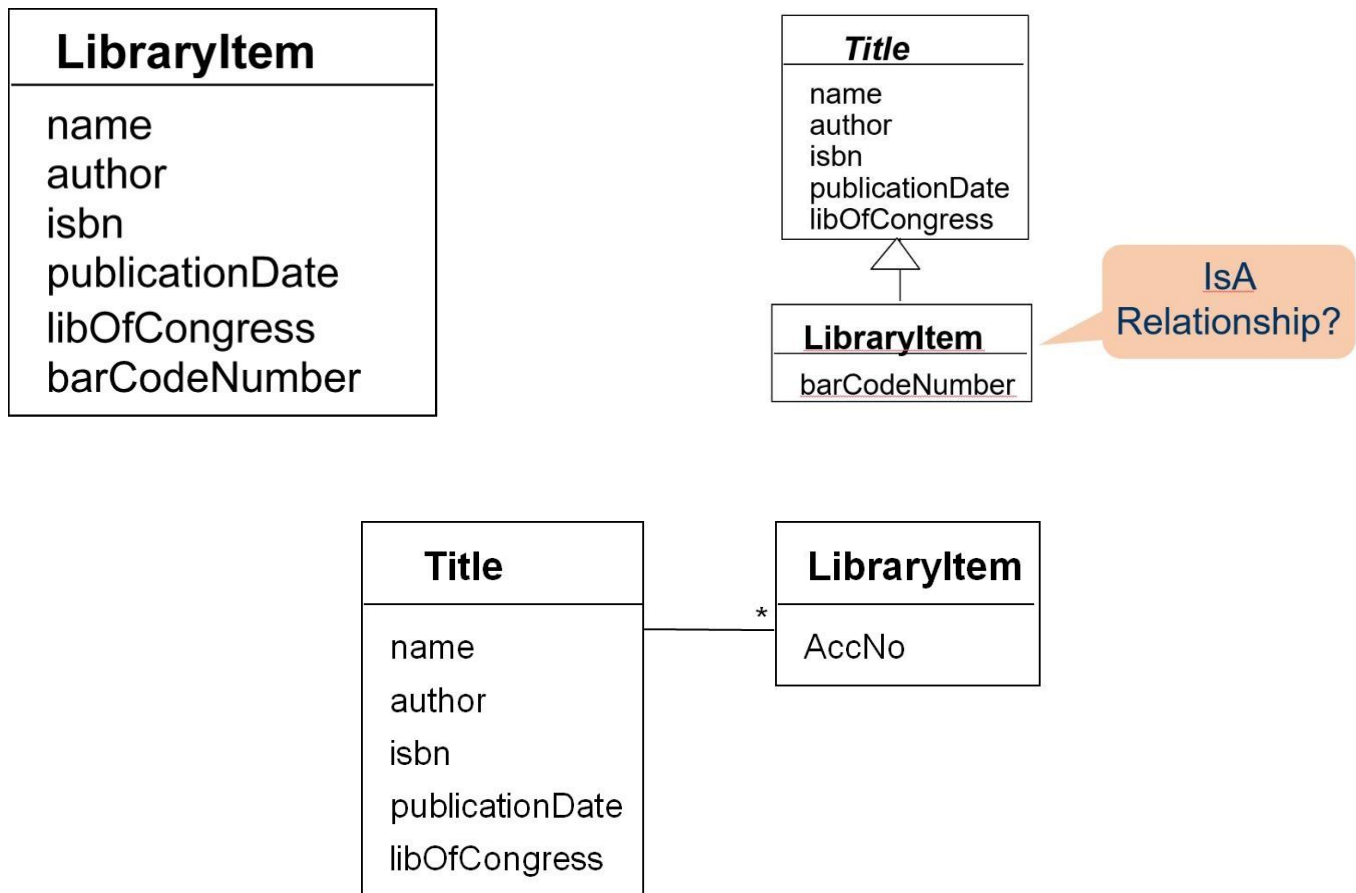 LibraryItem
name
author
isbn
publicationDate
libOfCongress
barCodeNumber
Title
name
author
isbn
publicationDate
libOfCongress
LibraryItem
barCodeNumber
IsA
Relationship?
Title
name
author
isbn
publicationDate
libOfCongress
*
LibraryItem
AccNo